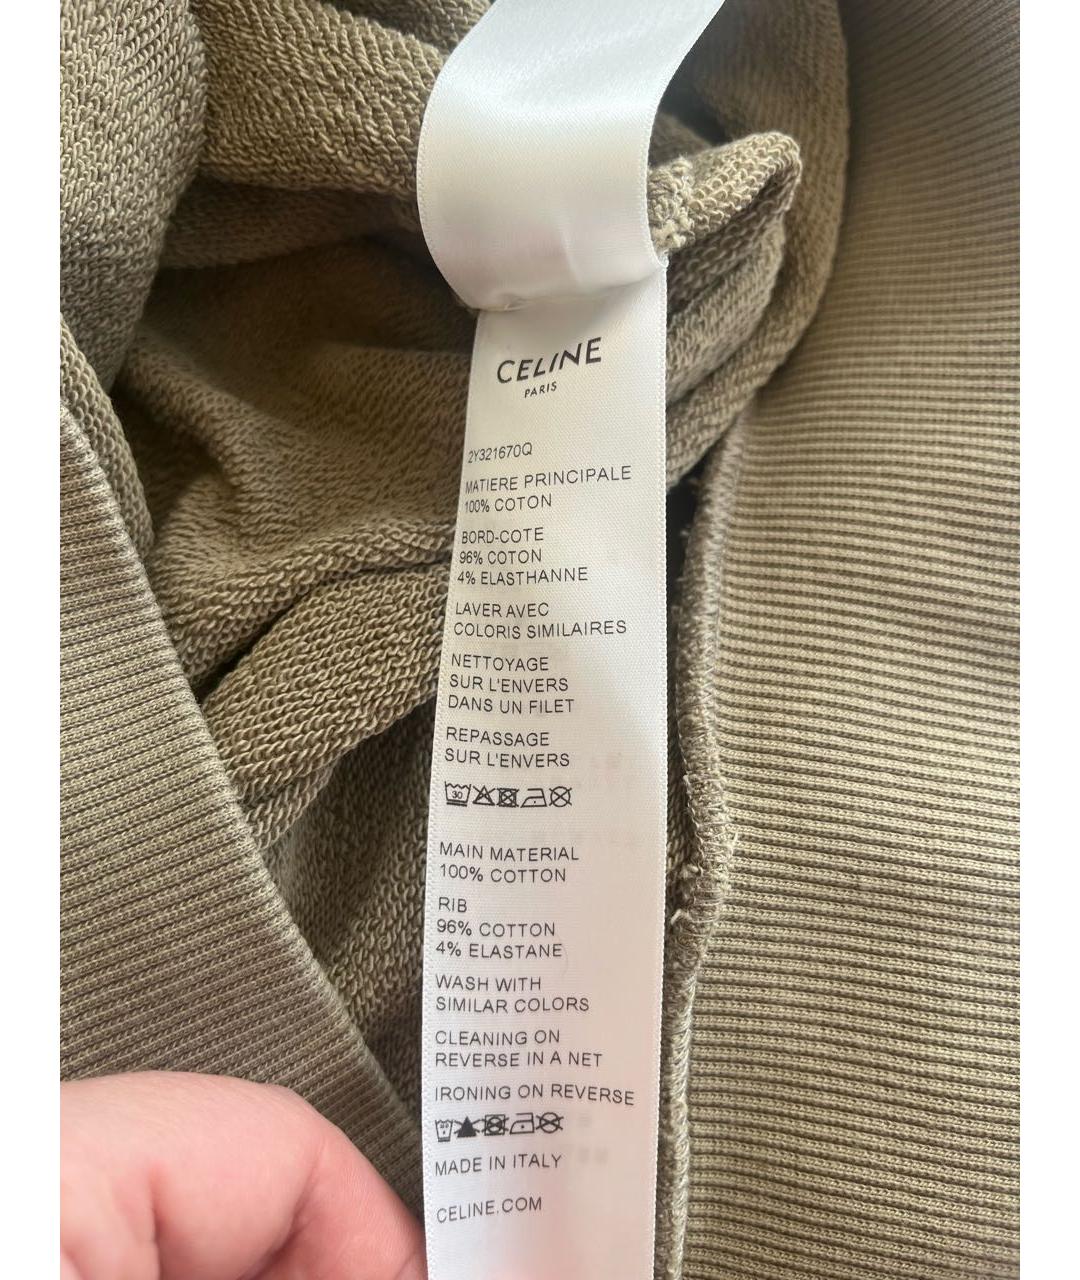 CELINE
PARIS
2Y321670Q
MATIERE PRINCIPALE
100% COTON
BORD-COTE
96% COTON
4% ELASTHANNE
LAVER AVEC
COLORIS SIMILAIRES
NETTOYAGE
SUR L'ENVERS
DANS UN FILET
REPASSAGE
SUR L'ENVERS
30
MAIN MATERIAL
100% COTTON
RIB
96% COTTON
4% ELASTANE
WASH WITH
SIMILAR COLORS
CLEANING ON
REVERSE IN A NET
IRONING ON REVERSE
MADE IN ITALY
CELINE.COM